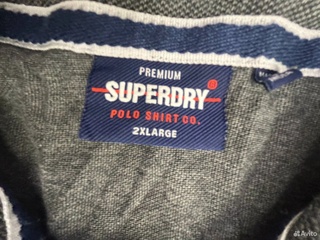 PREMIUM
SUPERDRY
POLO SHIRT CO.
2XLARGE
Avito